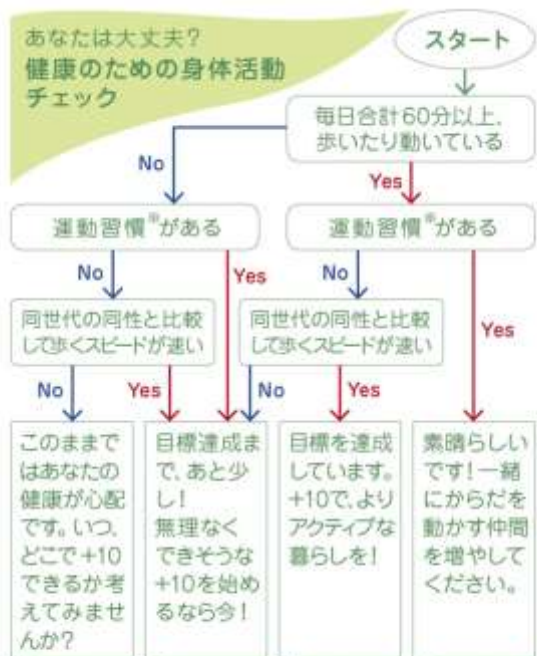 あなたは大丈夫?
健康のための身体活動
チェック
スタート
毎日合計60分以上、
歩いたり動いている
No
Yes
運動習慣※がある
運動習慣※がある
No
Yes
No
Yes
同世代の同性と比較
して歩くスピードが速い
同世代の同性と比較
して歩くスピードが速い
No
Yes
No
Yes
このままで
はあなたの
健康が心配
です。いつ、
どこで+10
できるか考
えてみませ
んか?
目標達成ま
で、あと少
し!
無理なく
できそうな
+10を始め
るなら今!
目標を達成
しています。
+10で、より
アクティブな
暮らしを!
素晴らしい
です!一緒
にからだを
動かす仲間
を増やして
ください。